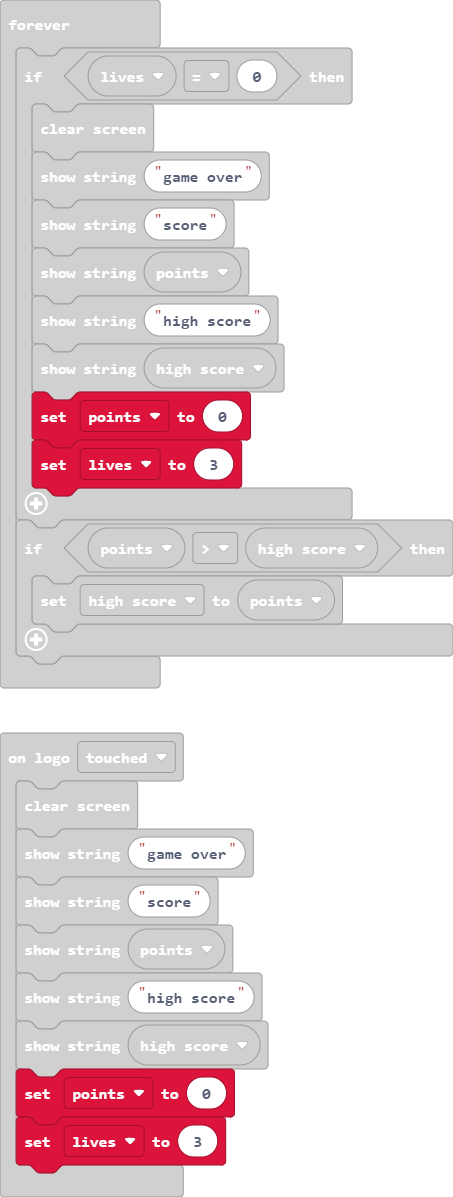 forever
if lives = 0 then
clear screen
show string "game over"
show string "score"
show string points
show string "high score"
show string high score
set points to 0
set lives to 3
if points > high score then
set high score to points
on logo touched
clear screen
show string "game over"
show string "score"
show string points
show string "high score"
show string high score
set points to 0
set lives to 3